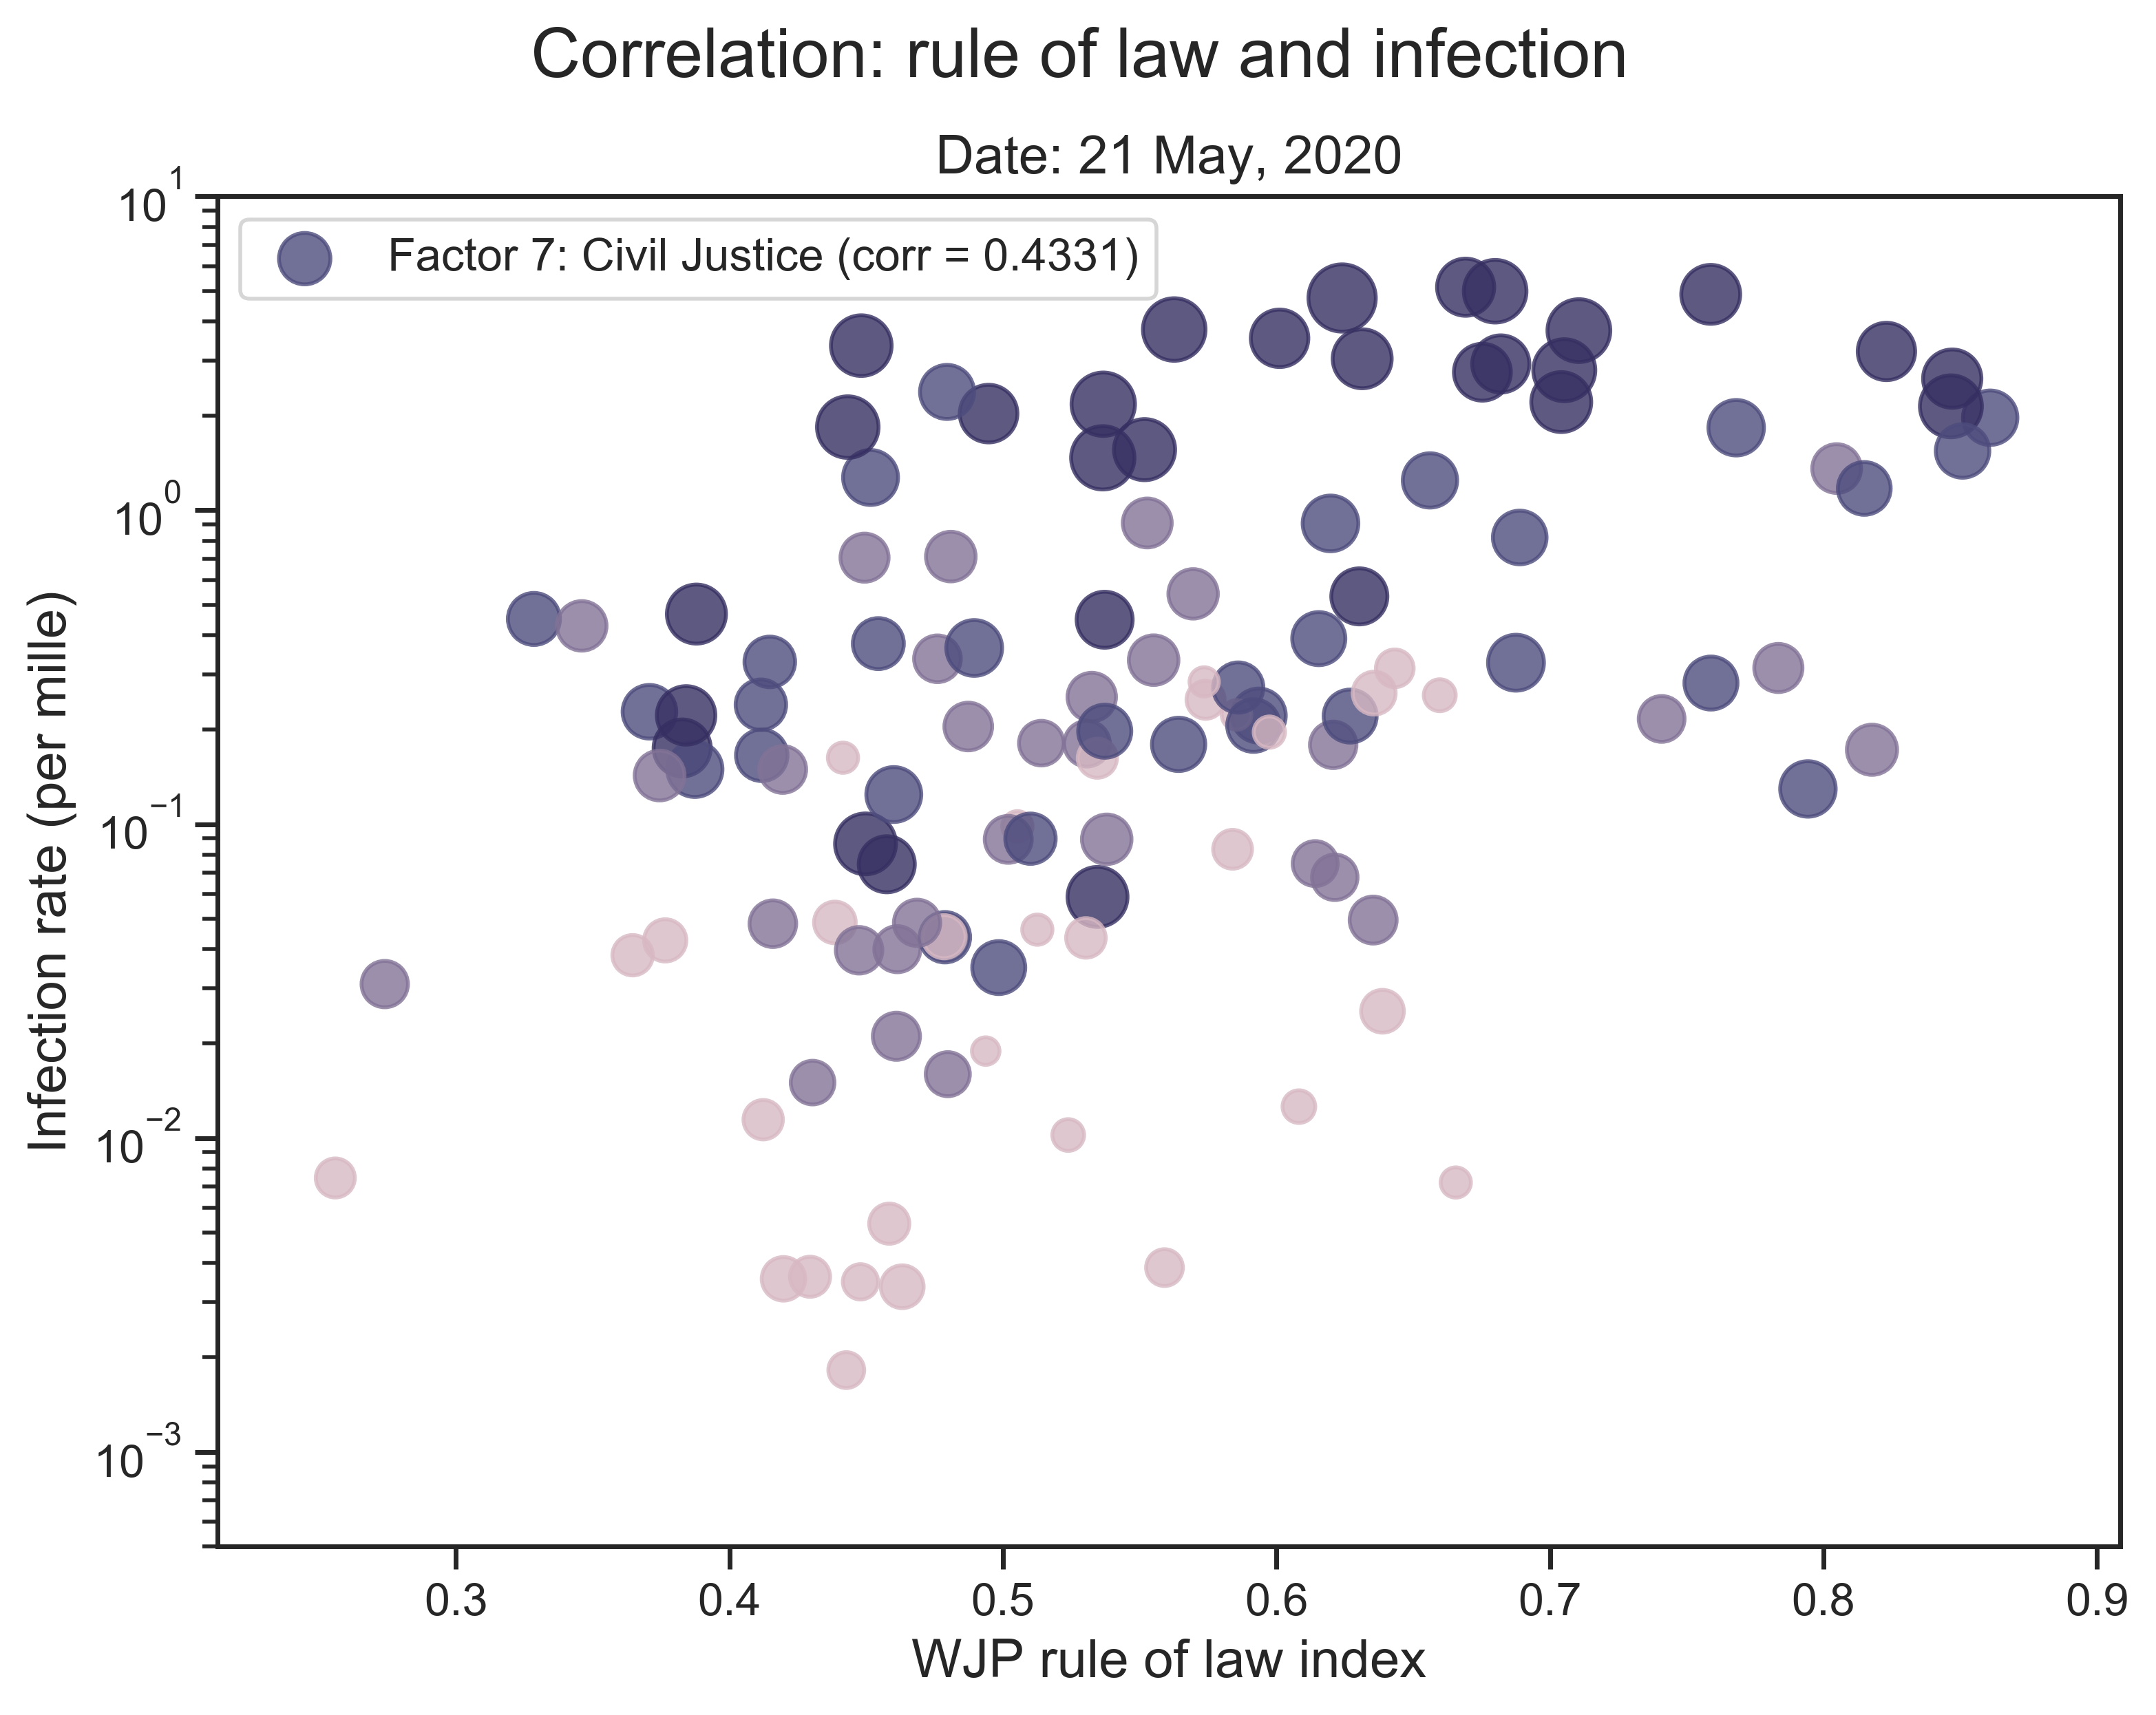 Correlation: rule of law and infection
Date: 21 May, 2020
Factor 7: Civil Justice (corr = 0.4331)
Infection rate (per mille)
10^1
10^0
10^−1
10^−2
10^−3
0.3 0.4 0.5 0.6 0.7 0.8 0.9
WJP rule of law index